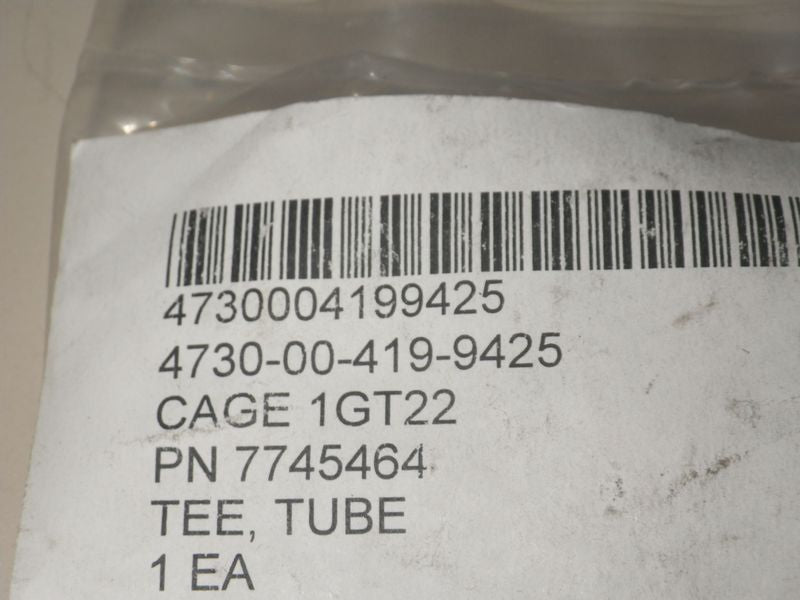 4730004199425
4730-00-419-9425
CAGE 1GT22
PN 7745464
TEE, TUBE
1 EA